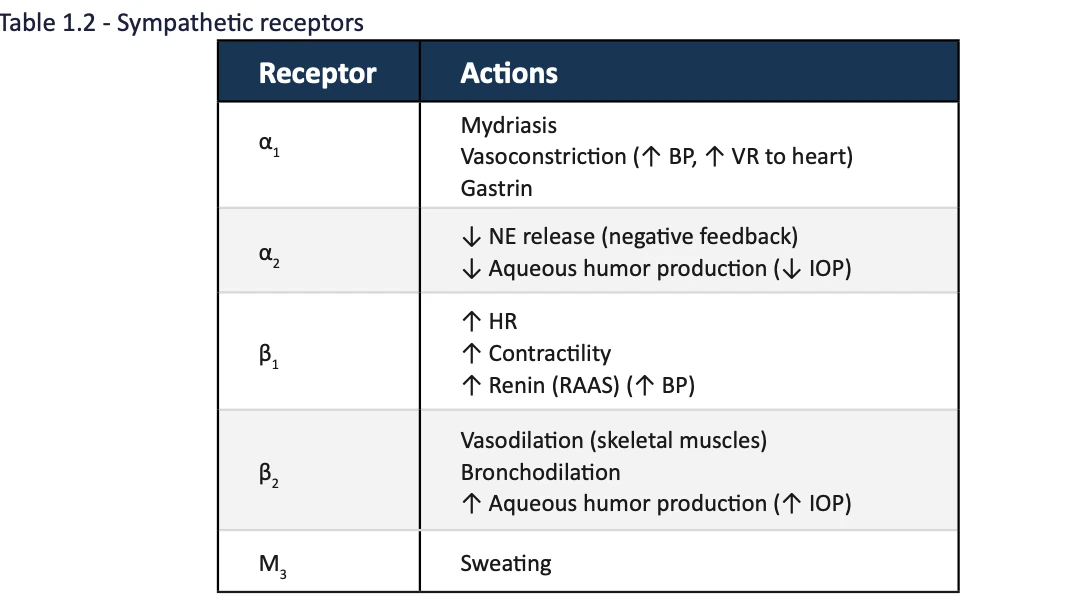 Table 1.2 - Sympathetic receptors
Receptor Actions
α₁
Mydriasis
Vasoconstriction (↑ BP, ↑ VR to heart)
Gastrin
α₂
↓ NE release (negative feedback)
↓ Aqueous humor production (↓ IOP)
β₁
↑ HR
↑ Contractility
↑ Renin (RAAS) (↑ BP)
β₂
Vasodilation (skeletal muscles)
Bronchodilation
↑ Aqueous humor production (↑ IOP)
M₃ Sweating